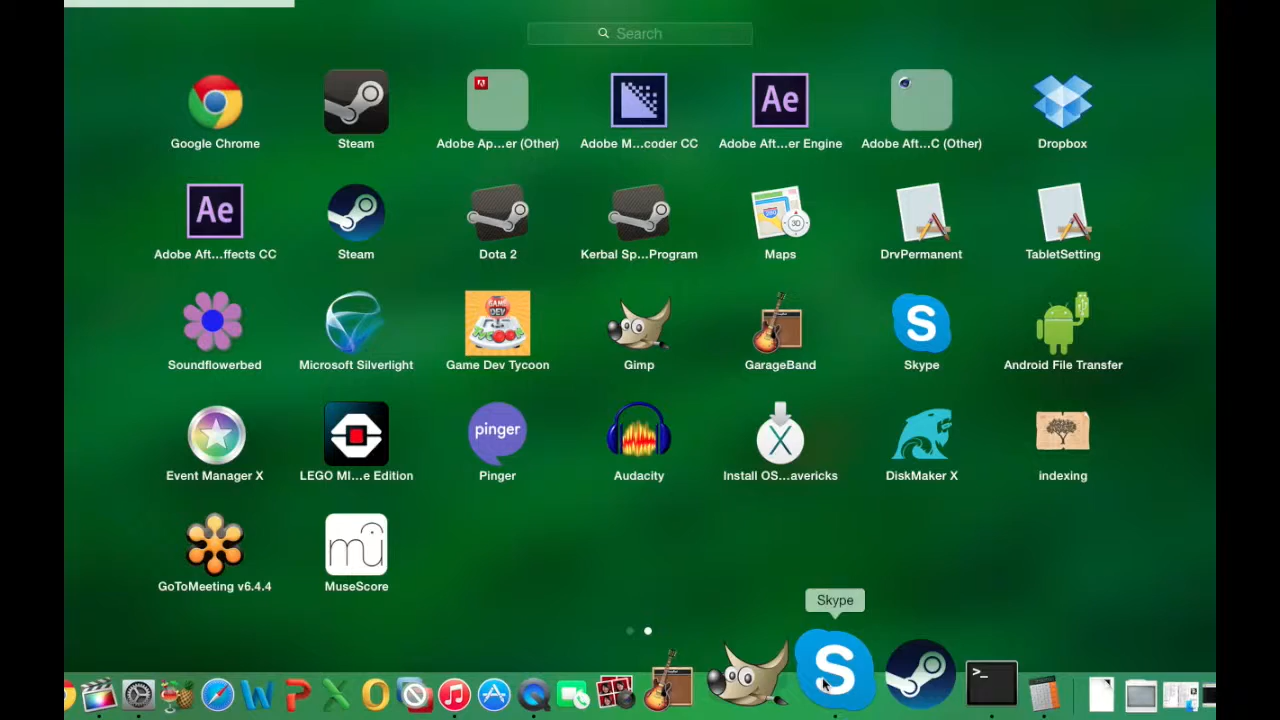 Search
Google Chrome
Steam
Adobe Ap...er (Other)
Adobe M...coder CC
Adobe Aft...er Engine
Adobe Aft...C (Other)
Dropbox
Adobe Aft...ffects CC
Steam
Dota 2
Kerbal Sp...Program
Maps
DrvPermanent
TabletSetting
Soundflowerbed
Microsoft Silverlight
Game Dev Tycoon
Gimp
GarageBand
Skype
Android File Transfer
Event Manager X
LEGO MI...e Edition
pinger
Pinger
Audacity
Install OS...avericks
DiskMaker X
indexing
GoToMeeting v6.4.4
MuseScore
Skype